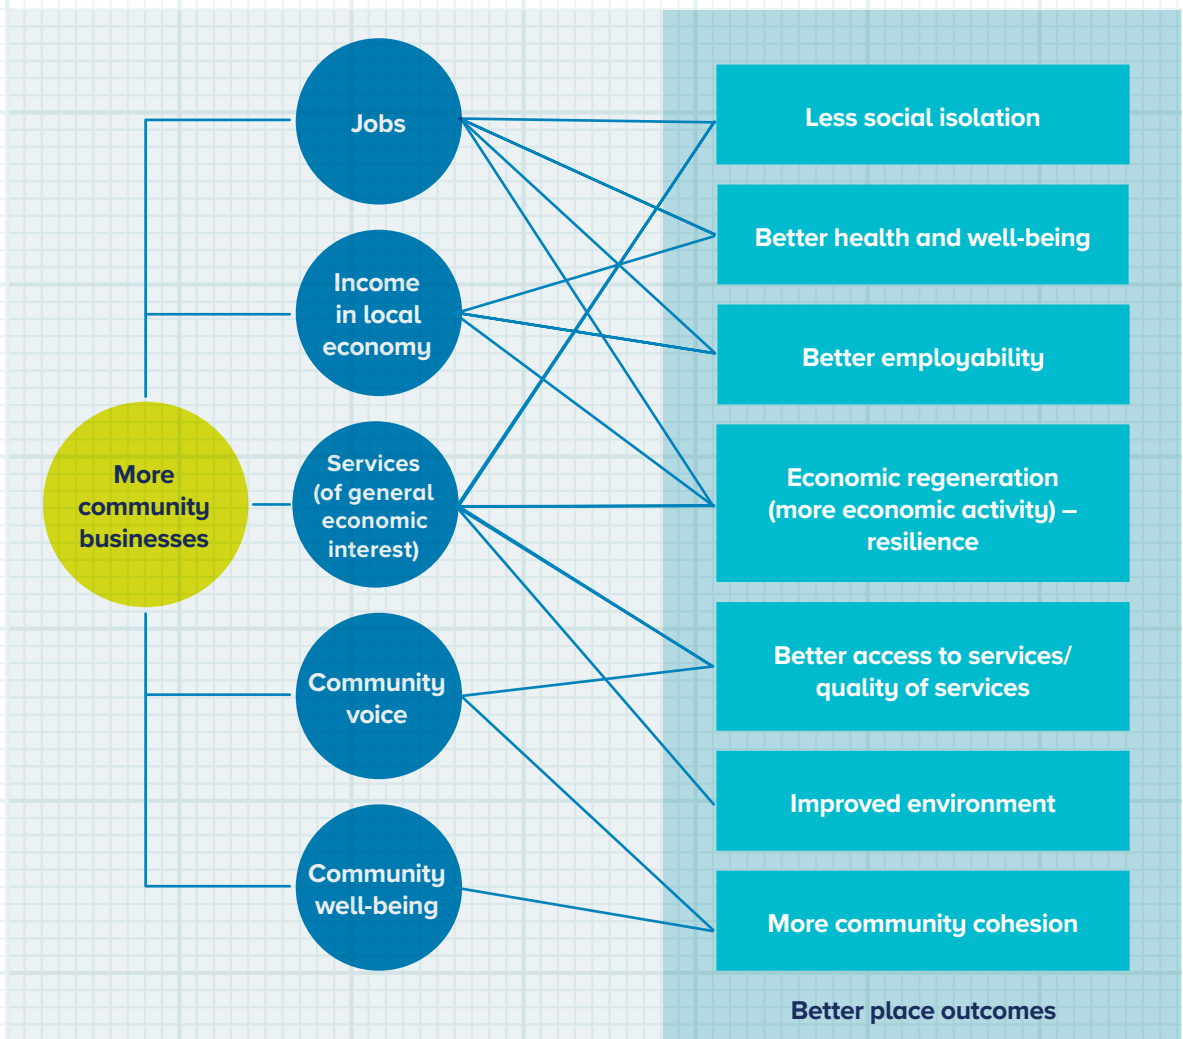 More
community
businesses
Jobs
Income
in local
economy
Services
(of general
economic
interest)
Community
voice
Community
well-being
Less social isolation
Better health and well-being
Better employability
Economic regeneration
(more economic activity) –
resilience
Better access to services/
quality of services
Improved environment
More community cohesion
Better place outcomes